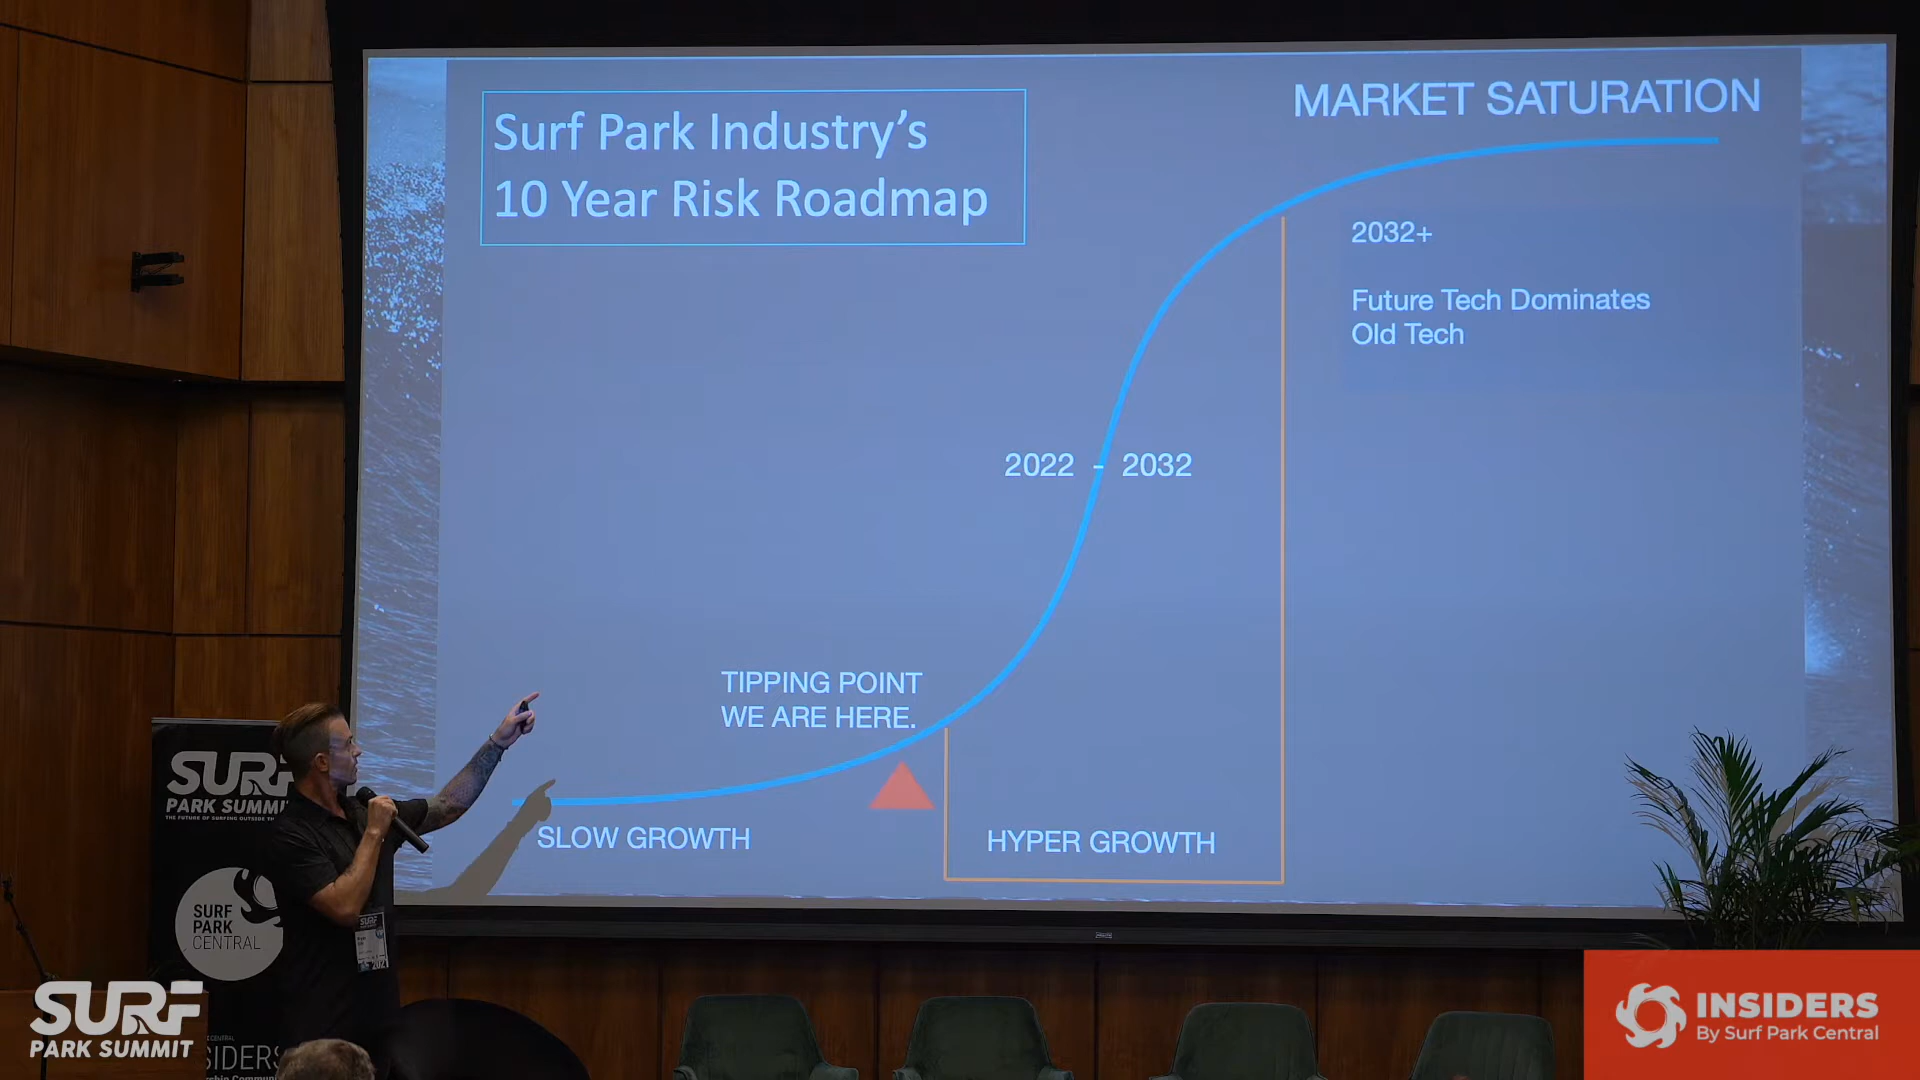 Surf Park Industry's
10 Year Risk Roadmap
MARKET SATURATION
2032+
Future Tech Dominates
Old Tech
2022 - 2032
TIPPING POINT
WE ARE HERE.
SLOW GROWTH
HYPER GROWTH
SURF
PARK SUMMIT
SURF
PARK
CENTRAL
SURF
PARK SUMMIT
INSIDERS
By Surf Park Central